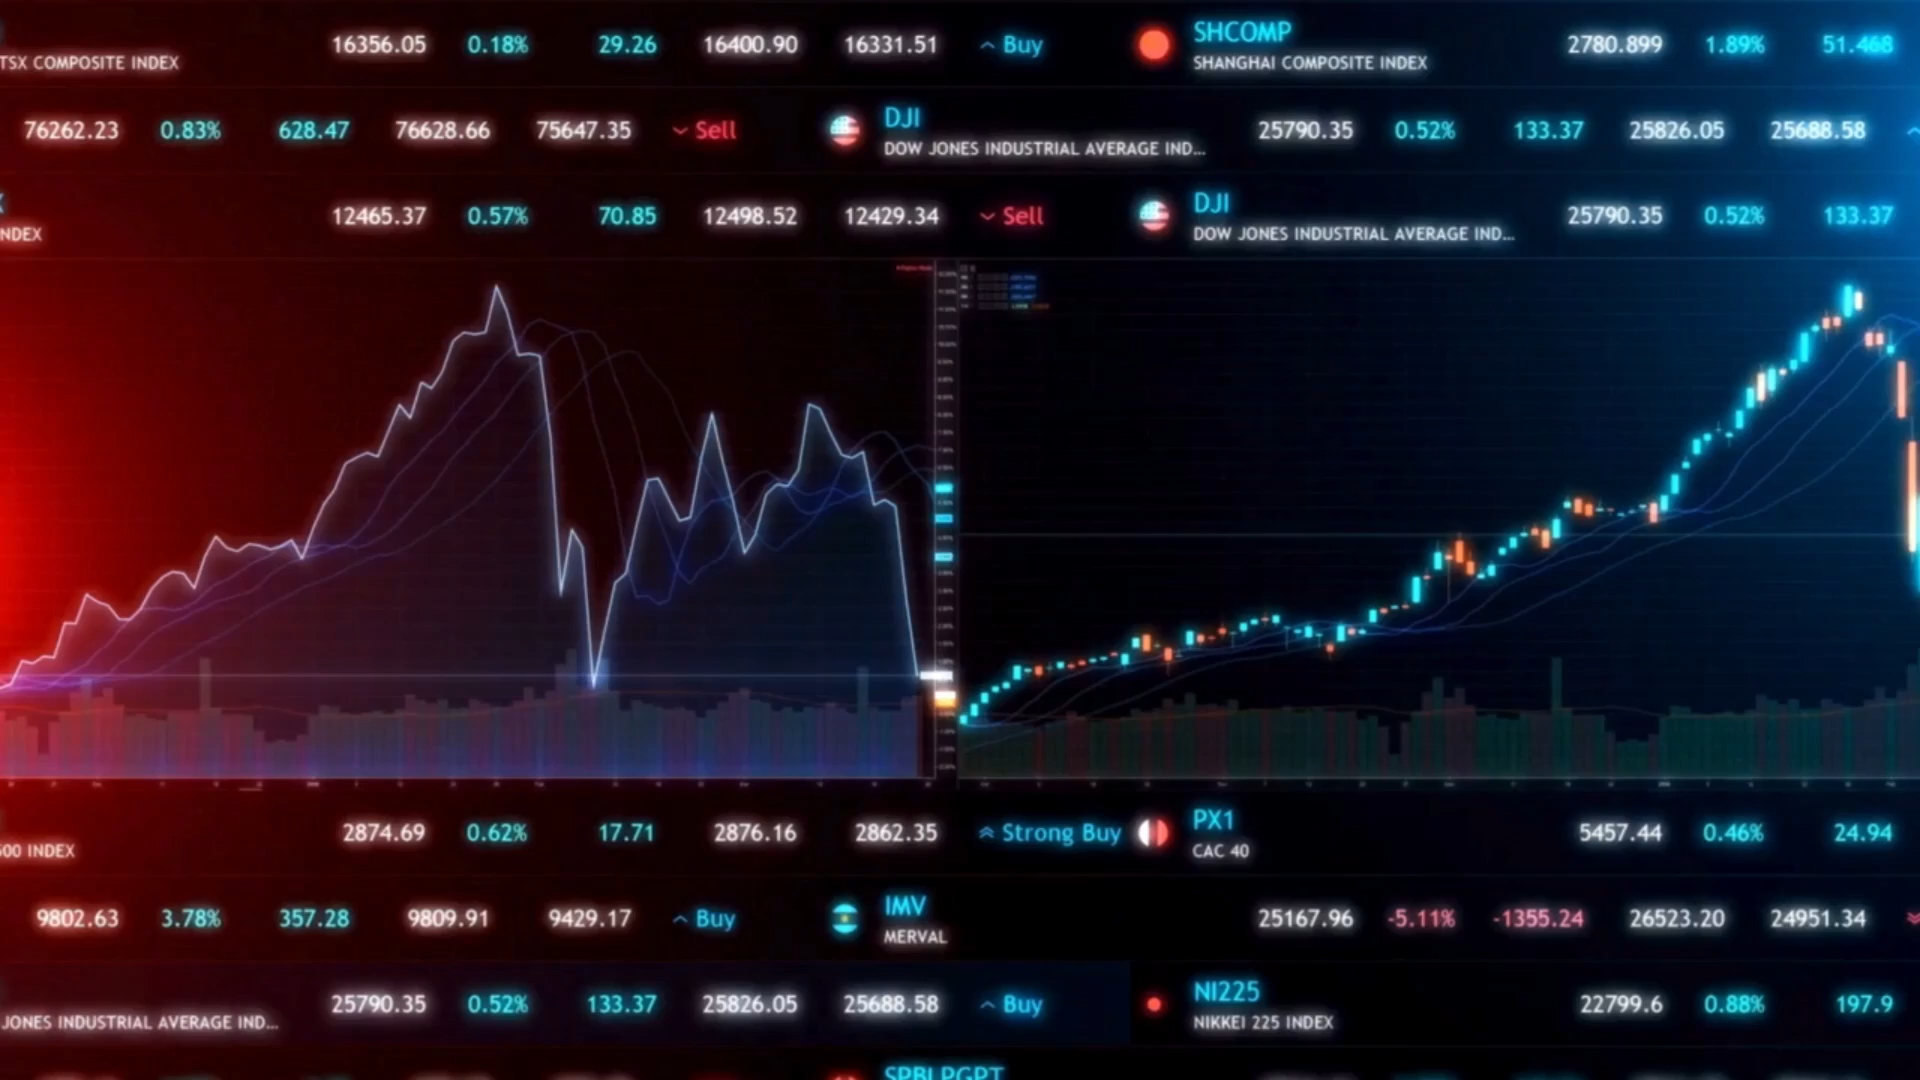 16356.05 0.18% 29.26 16400.90 16331.51 Buy SHCOMP 2780.899 1.89% 51.468
TSX COMPOSITE INDEX SHANGHAI COMPOSITE INDEX
76262.23 0.83% 628.47 76628.66 75647.35 Sell DJI 25790.35 0.52% 133.37 25826.05 25688.58
DOW JONES INDUSTRIAL AVERAGE IND...
12465.37 0.57% 70.85 12498.52 12429.34 Sell DJI 25790.35 0.52% 133.37
NDEX DOW JONES INDUSTRIAL AVERAGE IND...
2874.69 0.62% 17.71 2876.16 2862.35 Strong Buy PX1 5457.44 0.46% 24.94
500 INDEX CAC 40
9802.63 3.78% 357.28 9809.91 9429.17 Buy IMV 25167.96 -5.11% -1355.24 26523.20 24951.34
MERVAL
25790.35 0.52% 133.37 25826.05 25688.58 Buy NI225 22799.6 0.88% 197.9
JONES INDUSTRIAL AVERAGE IND... NIKKEI 225 INDEX
SPBLPGPT